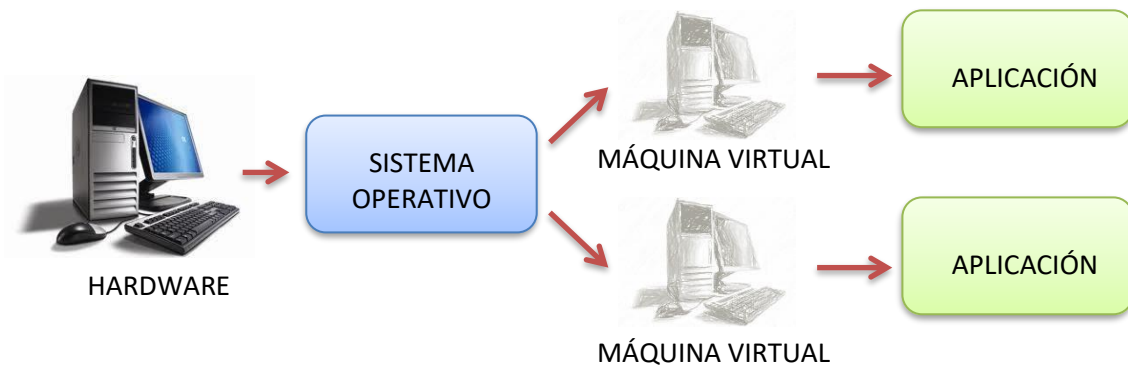 HARDWARE
SISTEMA
OPERATIVO
MÁQUINA VIRTUAL
APLICACIÓN
MÁQUINA VIRTUAL
APLICACIÓN